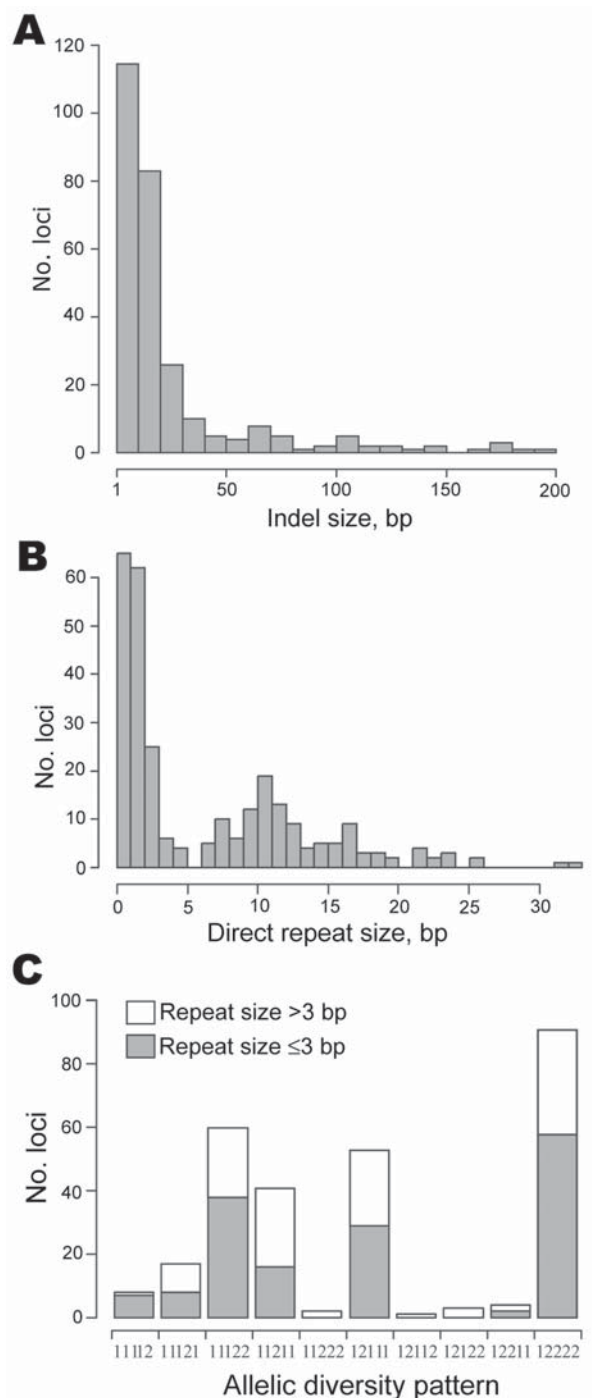 A
120
100
80
60
40
20
0
No. loci
1
50
100
150
200
Indel size, bp
B
60
50
40
30
20
10
0
No. loci
0
5
10
15
20
25
30
Direct repeat size, bp
C
100
80
60
40
20
0
No. loci
Repeat size >3 bp
Repeat size ≤3 bp
11112 11121 11122 11211 11222 12111 12112 12122 12211 12222
Allelic diversity pattern